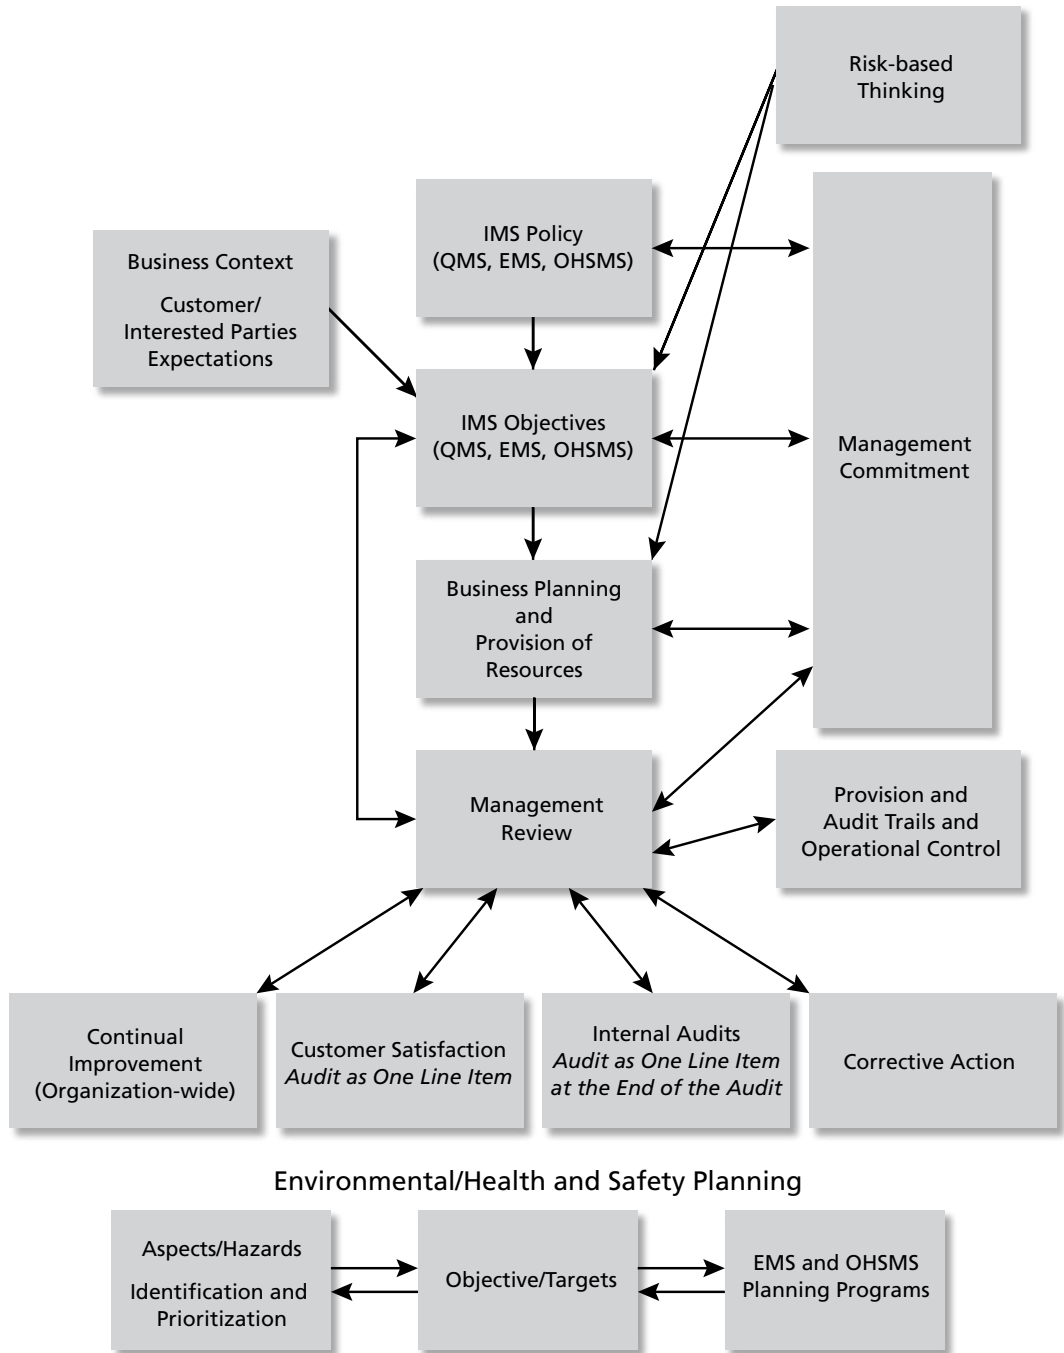 Risk-based
Thinking
IMS Policy
(QMS, EMS, OHSMS)
Business Context
Customer/
Interested Parties
Expectations
IMS Objectives
(QMS, EMS, OHSMS)
Management
Commitment
Business Planning
and
Provision of
Resources
Management
Review
Provision and
Audit Trails and
Operational Control
Continual
Improvement
(Organization-wide)
Customer Satisfaction
Audit as One Line Item
Internal Audits
Audit as One Line Item
at the End of the Audit
Corrective Action
Environmental/Health and Safety Planning
Aspects/Hazards
Identification and
Prioritization
Objective/Targets
EMS and OHSMS
Planning Programs